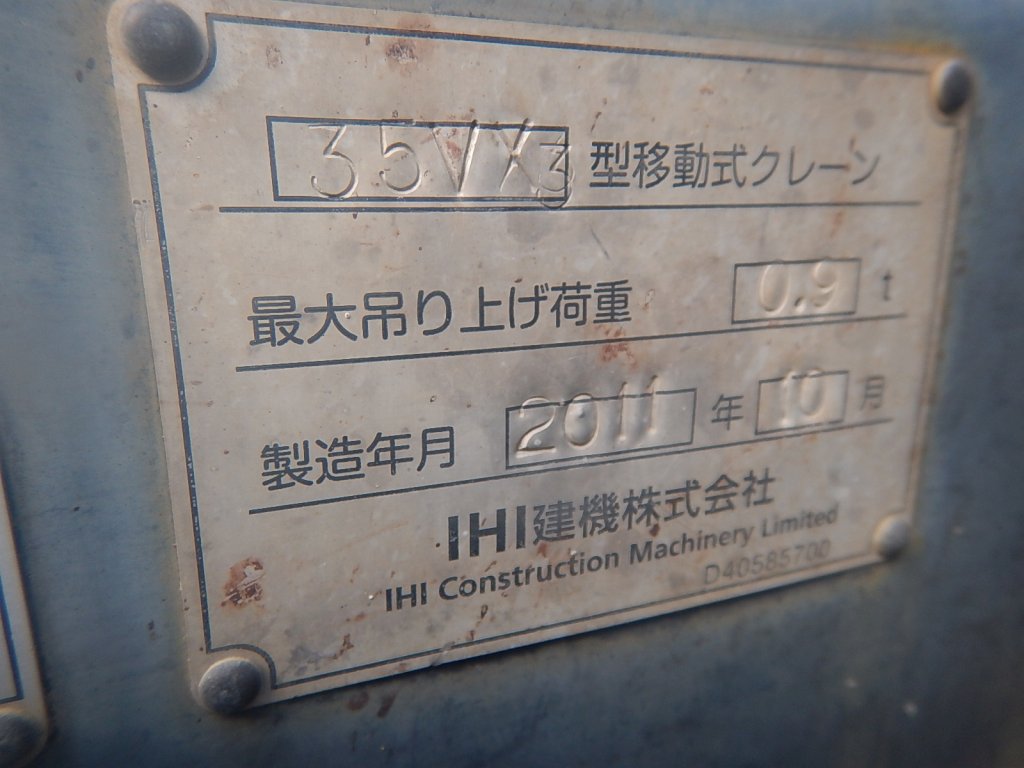 35VX3 型移動式クレーン
最大吊り上げ荷重 0.9 t
製造年月 2011 年 10 月
IHI建機株式会社
IHI Construction Machinery Limited
D40585700